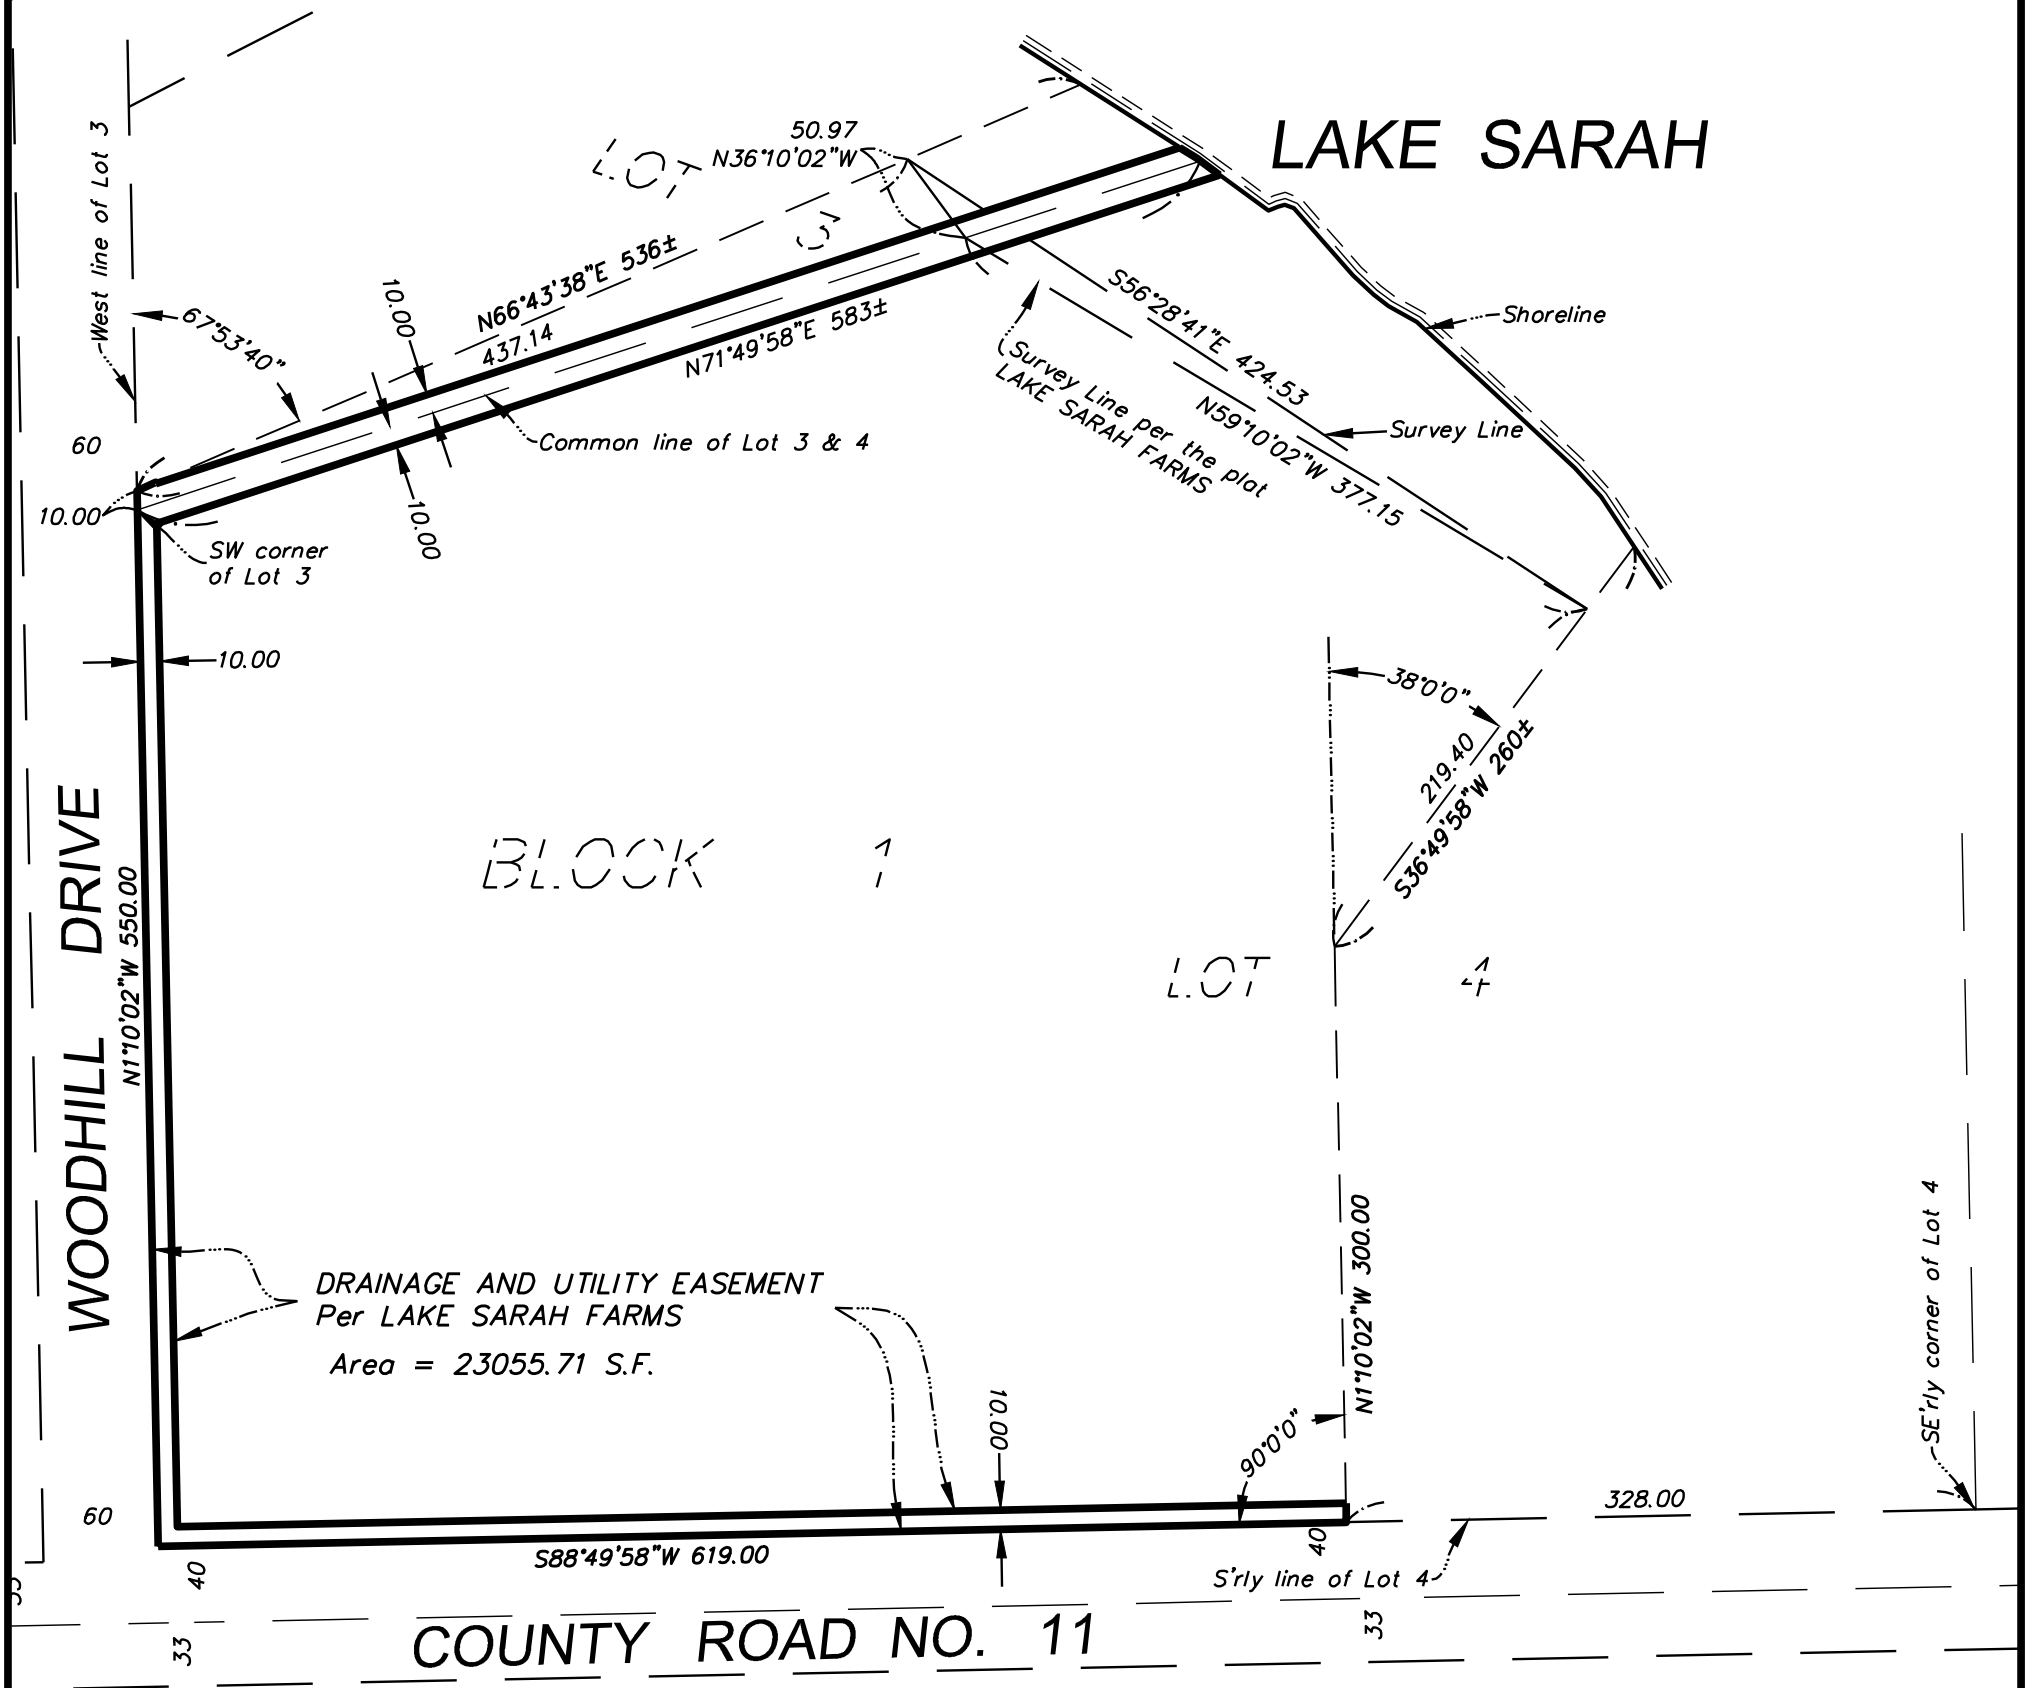 LAKE SARAH
West line of Lot 3
LOT
3
50.97
N36°10'02"W
67°53'40"
10.00
N66°43'38"E 536±
437.14
N71°49'58"E 583±
S56°28'41"E 424.53
Shoreline
Survey Line per the plat
LAKE SARAH FARMS
N59°10'02"W 377.15
Survey Line
60
Common line of Lot 3 & 4
10.00
10.00
SW corner
of Lot 3
10.00
38°0'0"
219.40
S36°49'58"W 260±
WOODHILL DRIVE
N1°10'02"W 550.00
BLOCK 1
LOT 4
DRAINAGE AND UTILITY EASEMENT
Per LAKE SARAH FARMS
Area = 23055.71 S.F.
10.00
90°0'0"
N1°10'02"W 300.00
SE'rly corner of Lot 4
328.00
60
40
S88°49'58"W 619.00
40
S'rly line of Lot 4
33
COUNTY ROAD NO. 11
33